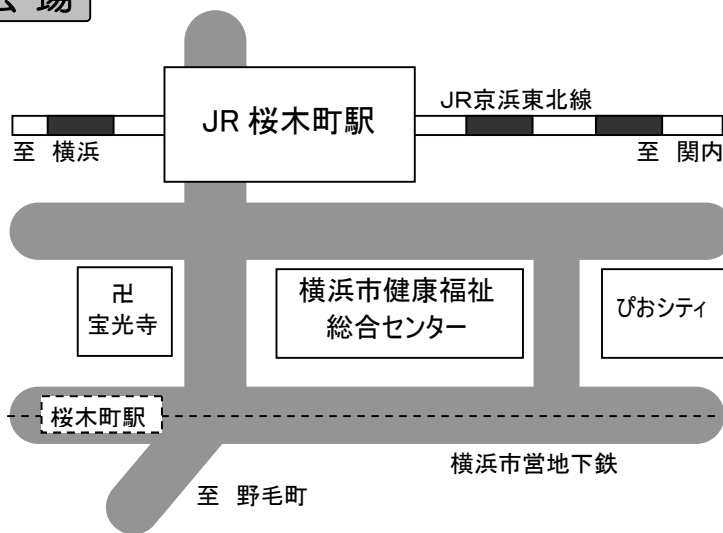 会場
JR京浜東北線
JR 桜木町駅
至 横浜
至 関内
卍
宝光寺
横浜市健康福祉
総合センター
ぴおシティ
桜木町駅
横浜市営地下鉄
至 野毛町